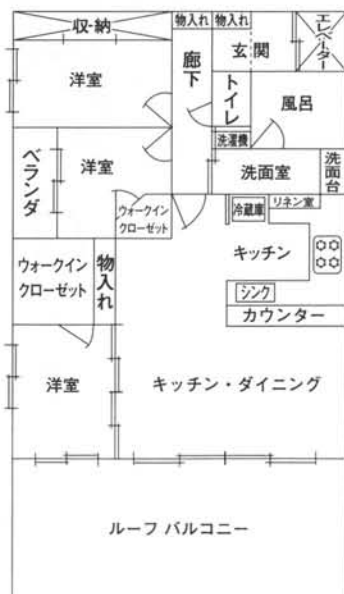 収・納
物入れ
物入れ
玄関
エレベーター
洋室
廊下
トイレ
風呂
洗濯機
ベランダ
洋室
洗面室
洗面台
ウォークイン
クローゼット
冷蔵庫
リネン室
キッチン
ウォークイン
クローゼット
物入れ
シンク
カウンター
洋室
キッチン・ダイニング
ルーフ バルコニー